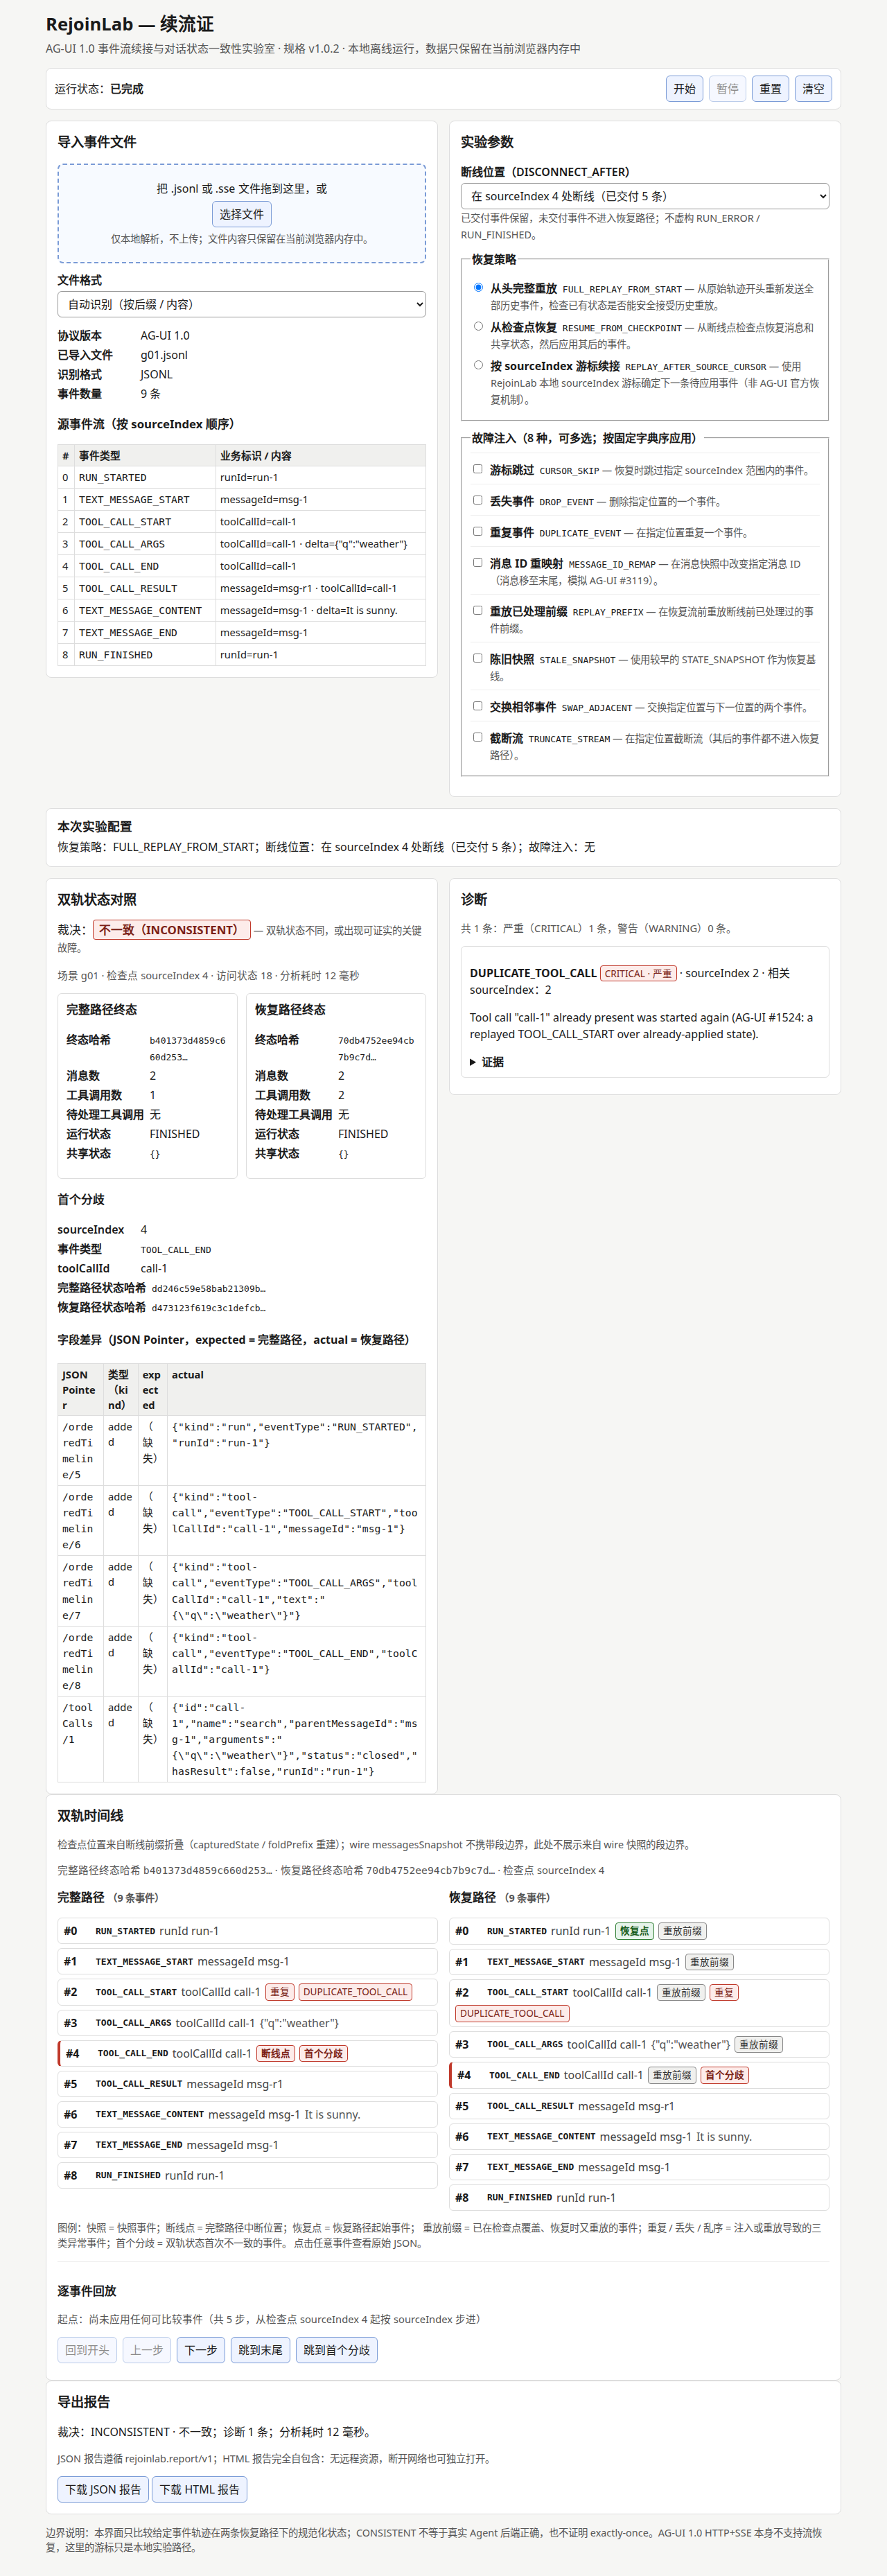 RejoinLab — 续流证
AG-UI 1.0 事件流续接与对话状态一致性实验室 · 规格 v1.0.2 · 本地离线运行，数据只保留在当前浏览器内存中
运行状态：已完成
开始
暂停
重置
清空
导入事件文件
把 .jsonl 或 .sse 文件拖到这里，或
选择文件
仅本地解析，不上传；文件内容只保留在当前浏览器内存中。
文件格式
自动识别（按后缀 / 内容）
协议版本 AG-UI 1.0
已导入文件 g01.jsonl
识别格式 JSONL
事件数量 9 条
源事件流（按 sourceIndex 顺序）
# 事件类型 业务标识 / 内容
0 RUN_STARTED runId=run-1
1 TEXT_MESSAGE_START messageId=msg-1
2 TOOL_CALL_START toolCallId=call-1
3 TOOL_CALL_ARGS toolCallId=call-1 · delta={"q":"weather"}
4 TOOL_CALL_END toolCallId=call-1
5 TOOL_CALL_RESULT messageId=msg-r1 · toolCallId=call-1
6 TEXT_MESSAGE_CONTENT messageId=msg-1 · delta=It is sunny.
7 TEXT_MESSAGE_END messageId=msg-1
8 RUN_FINISHED runId=run-1
实验参数
断线位置（DISCONNECT_AFTER）
在 sourceIndex 4 处断线（已交付 5 条）
已交付事件保留，未交付事件不进入恢复路径；不虚构 RUN_ERROR /
RUN_FINISHED。
恢复策略
从头完整重放 FULL_REPLAY_FROM_START — 从原始轨迹开头重新发送全
部历史事件，检查已有状态是否能安全接受历史重放。
从检查点恢复 RESUME_FROM_CHECKPOINT — 从断线点检查点恢复消息和
共享状态，然后应用其后的事件。
按 sourceIndex 游标续接 REPLAY_AFTER_SOURCE_CURSOR — 使用
RejoinLab 本地 sourceIndex 游标确定下一条待应用事件（非 AG-UI 官方恢
复机制）。
故障注入（8 种，可多选；按固定字典序应用）
游标跳过 CURSOR_SKIP — 恢复时跳过指定 sourceIndex 范围内的事件。
丢失事件 DROP_EVENT — 删除指定位置的一个事件。
重复事件 DUPLICATE_EVENT — 在指定位置重复一个事件。
消息 ID 重映射 MESSAGE_ID_REMAP — 在消息快照中改变指定消息 ID
（消息移至末尾，模拟 AG-UI #3119）。
重放已处理前缀 REPLAY_PREFIX — 在恢复流前重放断线前已处理过的事
件前缀。
陈旧快照 STALE_SNAPSHOT — 使用较早的 STATE_SNAPSHOT 作为恢复基
线。
交换相邻事件 SWAP_ADJACENT — 交换指定位置与下一位置的两个事件。
截断流 TRUNCATE_STREAM — 在指定位置截断流（其后的事件都不进入恢复
路径）。
本次实验配置
恢复策略：FULL_REPLAY_FROM_START；断线位置：在 sourceIndex 4 处断线（已交付 5 条）；故障注入：无
双轨状态对照
裁决： 不一致（INCONSISTENT） — 双轨状态不同，或出现可证实的关键
故障。
场景 g01 · 检查点 sourceIndex 4 · 访问状态 18 · 分析耗时 12 毫秒
完整路径终态
终态哈希 b401373d4859c6
60d253…
消息数 2
工具调用数 1
待处理工具调用 无
运行状态 FINISHED
共享状态 {}
恢复路径终态
终态哈希 70db4752ee94cb
7b9c7d…
消息数 2
工具调用数 2
待处理工具调用 无
运行状态 FINISHED
共享状态 {}
首个分歧
sourceIndex 4
事件类型 TOOL_CALL_END
toolCallId call-1
完整路径状态哈希 dd246c59e58bab21309b…
恢复路径状态哈希 d473123f619c3c1defcb…
字段差异（JSON Pointer，expected = 完整路径，actual = 恢复路径）
JSON
Pointe
r
类型
（ki
nd）
exp
ect
ed
actual
/orde
redTi
melin
e/5
adde
d
（
缺
失）
{"kind":"run","eventType":"RUN_STARTED",
"runId":"run-1"}
/orde
redTi
melin
e/6
adde
d
（
缺
失）
{"kind":"tool-
call","eventType":"TOOL_CALL_START","too
lCallId":"call-1","messageId":"msg-1"}
/orde
redTi
melin
e/7
adde
d
（
缺
失）
{"kind":"tool-
call","eventType":"TOOL_CALL_ARGS","tool
CallId":"call-1","text":"
{\"q\":\"weather\"}"}
/orde
redTi
melin
e/8
adde
d
（
缺
失）
{"kind":"tool-
call","eventType":"TOOL_CALL_END","toolC
allId":"call-1"}
/tool
Calls
/1
adde
d
（
缺
失）
{"id":"call-
1","name":"search","parentMessageId":"ms
g-1","arguments":"
{\"q\":\"weather\"}","status":"closed","
hasResult":false,"runId":"run-1"}
诊断
共 1 条：严重（CRITICAL）1 条，警告（WARNING）0 条。
DUPLICATE_TOOL_CALL CRITICAL · 严重 · sourceIndex 2 · 相关
sourceIndex：2
Tool call "call-1" already present was started again (AG-UI #1524: a
replayed TOOL_CALL_START over already-applied state).
▶ 证据
双轨时间线
检查点位置来自断线前缀折叠（capturedState / foldPrefix 重建）；wire messagesSnapshot 不携带段边界，此处不展示来自 wire 快照的段边界。
完整路径终态哈希 b401373d4859c660d253… · 恢复路径终态哈希 70db4752ee94cb7b9c7d… · 检查点 sourceIndex 4
完整路径 （9 条事件）
#0 RUN_STARTED runId run-1
#1 TEXT_MESSAGE_START messageId msg-1
#2 TOOL_CALL_START toolCallId call-1 重复 DUPLICATE_TOOL_CALL
#3 TOOL_CALL_ARGS toolCallId call-1 {"q":"weather"}
#4 TOOL_CALL_END toolCallId call-1 断线点 首个分歧
#5 TOOL_CALL_RESULT messageId msg-r1
#6 TEXT_MESSAGE_CONTENT messageId msg-1 It is sunny.
#7 TEXT_MESSAGE_END messageId msg-1
#8 RUN_FINISHED runId run-1
恢复路径 （9 条事件）
#0 RUN_STARTED runId run-1 恢复点 重放前缀
#1 TEXT_MESSAGE_START messageId msg-1 重放前缀
#2 TOOL_CALL_START toolCallId call-1 重放前缀 重复
DUPLICATE_TOOL_CALL
#3 TOOL_CALL_ARGS toolCallId call-1 {"q":"weather"} 重放前缀
#4 TOOL_CALL_END toolCallId call-1 重放前缀 首个分歧
#5 TOOL_CALL_RESULT messageId msg-r1
#6 TEXT_MESSAGE_CONTENT messageId msg-1 It is sunny.
#7 TEXT_MESSAGE_END messageId msg-1
#8 RUN_FINISHED runId run-1
图例：快照 = 快照事件；断线点 = 完整路径中断位置；恢复点 = 恢复路径起始事件； 重放前缀 = 已在检查点覆盖、恢复时又重放的事件；重复 / 丢失 / 乱序 = 注入或重放导致的三
类异常事件；首个分歧 = 双轨状态首次不一致的事件。 点击任意事件查看原始 JSON。
逐事件回放
起点：尚未应用任何可比较事件（共 5 步，从检查点 sourceIndex 4 起按 sourceIndex 步进）
回到开头
上一步
下一步
跳到末尾
跳到首个分歧
导出报告
裁决：INCONSISTENT · 不一致；诊断 1 条；分析耗时 12 毫秒。
JSON 报告遵循 rejoinlab.report/v1；HTML 报告完全自包含：无远程资源，断开网络也可独立打开。
下载 JSON 报告
下载 HTML 报告
边界说明：本界面只比较给定事件轨迹在两条恢复路径下的规范化状态；CONSISTENT 不等于真实 Agent 后端正确，也不证明 exactly-once。AG-UI 1.0 HTTP+SSE 本身不支持流恢
复，这里的游标只是本地实验路径。